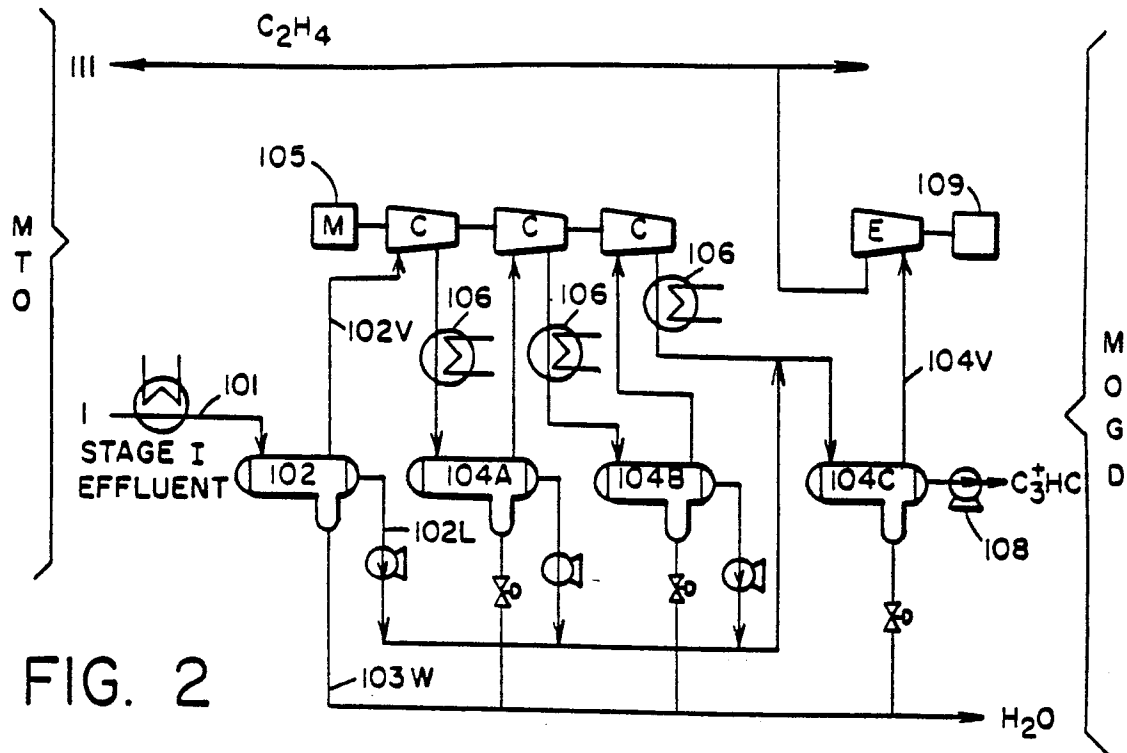 C2H4
III
105
109
M
C
C
C
E
M
T
O
106
106
106
102V
104V
M
O
G
D
101
I
STAGE I
EFFLUENT
102
104A
104B
104C
C3+HC
102L
108
FIG. 2
103W
H2O